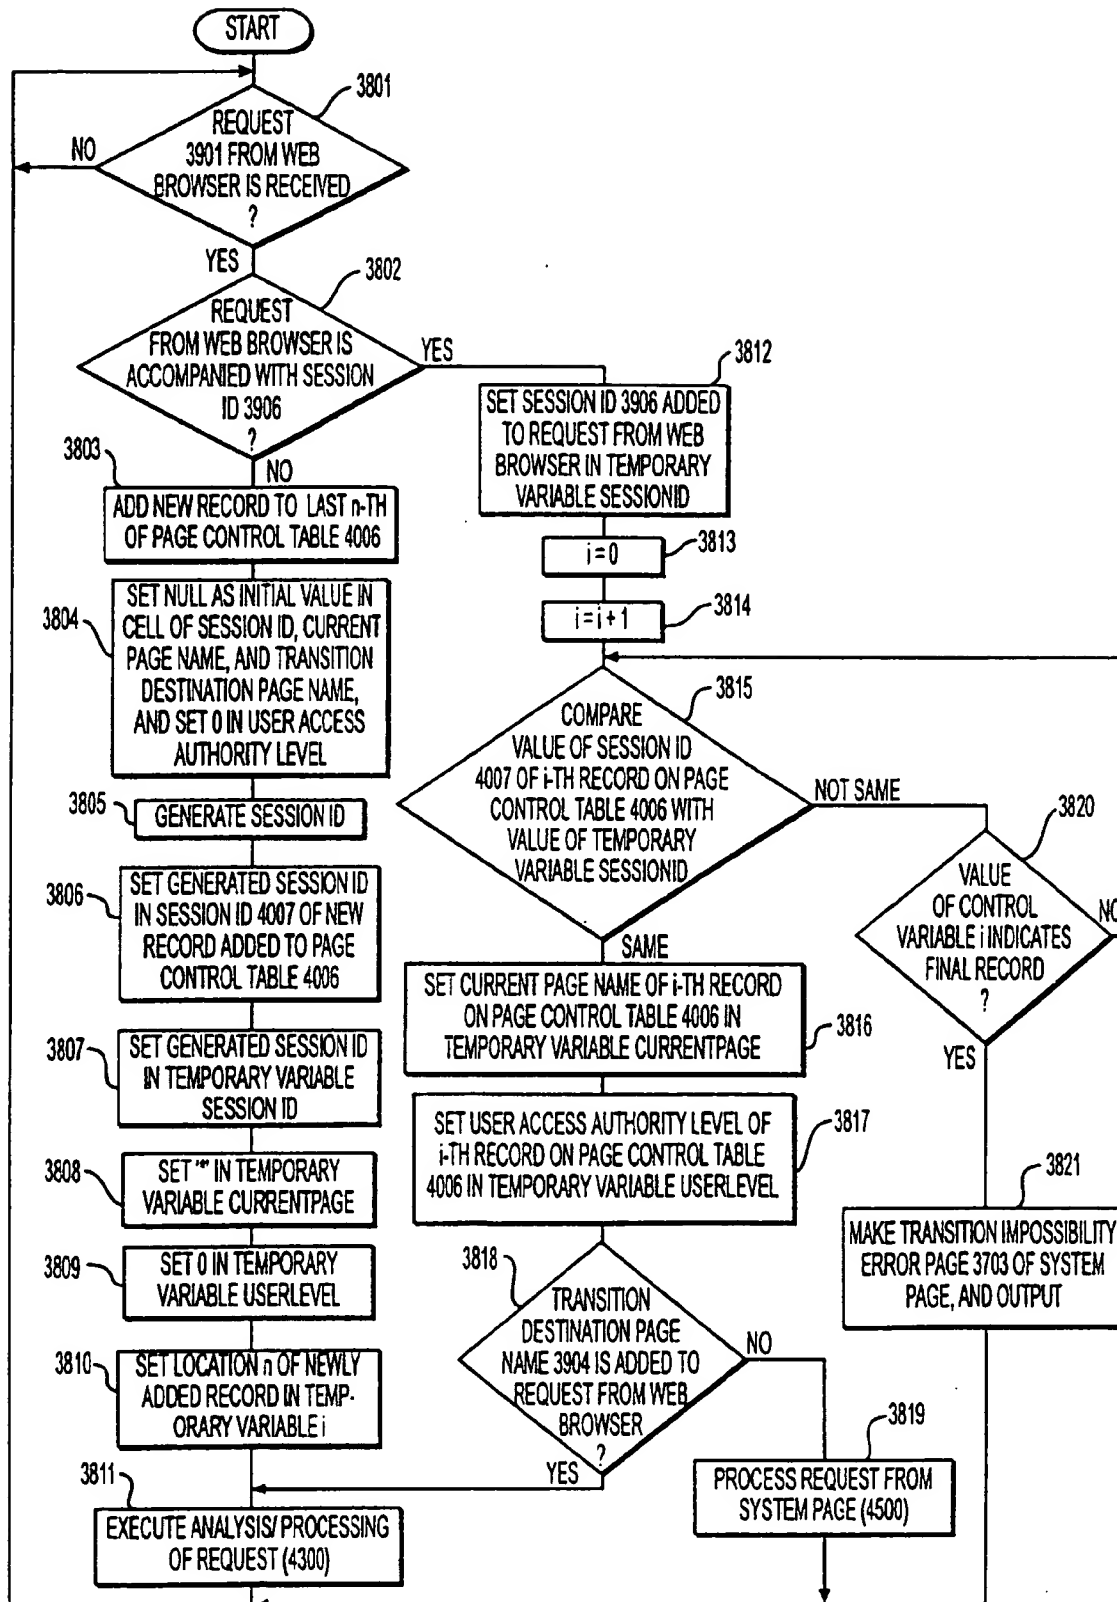 START
3801
REQUEST
3901 FROM WEB
BROWSER IS RECEIVED
?
NO
YES
3802
REQUEST
FROM WEB BROWSER IS
ACCOMPANIED WITH SESSION
ID 3906
?
YES
NO
3803
ADD NEW RECORD TO LAST n-TH
OF PAGE CONTROL TABLE 4006
3804
SET NULL AS INITIAL VALUE IN
CELL OF SESSION ID, CURRENT
PAGE NAME, AND TRANSITION
DESTINATION PAGE NAME,
AND SET 0 IN USER ACCESS
AUTHORITY LEVEL
3805
GENERATE SESSION ID
3806
SET GENERATED SESSION ID
IN SESSION ID 4007 OF NEW
RECORD ADDED TO PAGE
CONTROL TABLE 4006
3807
SET GENERATED SESSION ID
IN TEMPORARY VARIABLE
SESSION ID
3808
SET "*" IN TEMPORARY
VARIABLE CURRENTPAGE
3809
SET 0 IN TEMPORARY
VARIABLE USERLEVEL
3810
SET LOCATION n OF NEWLY
ADDED RECORD IN TEMP-
ORARY VARIABLE i
3811
EXECUTE ANALYSIS/ PROCESSING
OF REQUEST (4300)
3812
SET SESSION ID 3906 ADDED
TO REQUEST FROM WEB
BROWSER IN TEMPORARY
VARIABLE SESSIONID
3813
i = 0
3814
i = i + 1
3815
COMPARE
VALUE OF SESSION ID
4007 OF i-TH RECORD ON PAGE
CONTROL TABLE 4006 WITH
VALUE OF TEMPORARY
VARIABLE SESSIONID
NOT SAME
SAME
3816
SET CURRENT PAGE NAME OF i-TH RECORD
ON PAGE CONTROL TABLE 4006 IN
TEMPORARY VARIABLE CURRENTPAGE
3817
SET USER ACCESS AUTHORITY LEVEL OF
i-TH RECORD ON PAGE CONTROL TABLE
4006 IN TEMPORARY VARIABLE USERLEVEL
3818
TRANSITION
DESTINATION PAGE
NAME 3904 IS ADDED TO
REQUEST FROM WEB
BROWSER
?
NO
YES
3819
PROCESS REQUEST FROM
SYSTEM PAGE (4500)
3820
VALUE
OF CONTROL
VARIABLE i INDICATES
FINAL RECORD
?
NO
YES
3821
MAKE TRANSITION IMPOSSIBILITY
ERROR PAGE 3703 OF SYSTEM
PAGE, AND OUTPUT